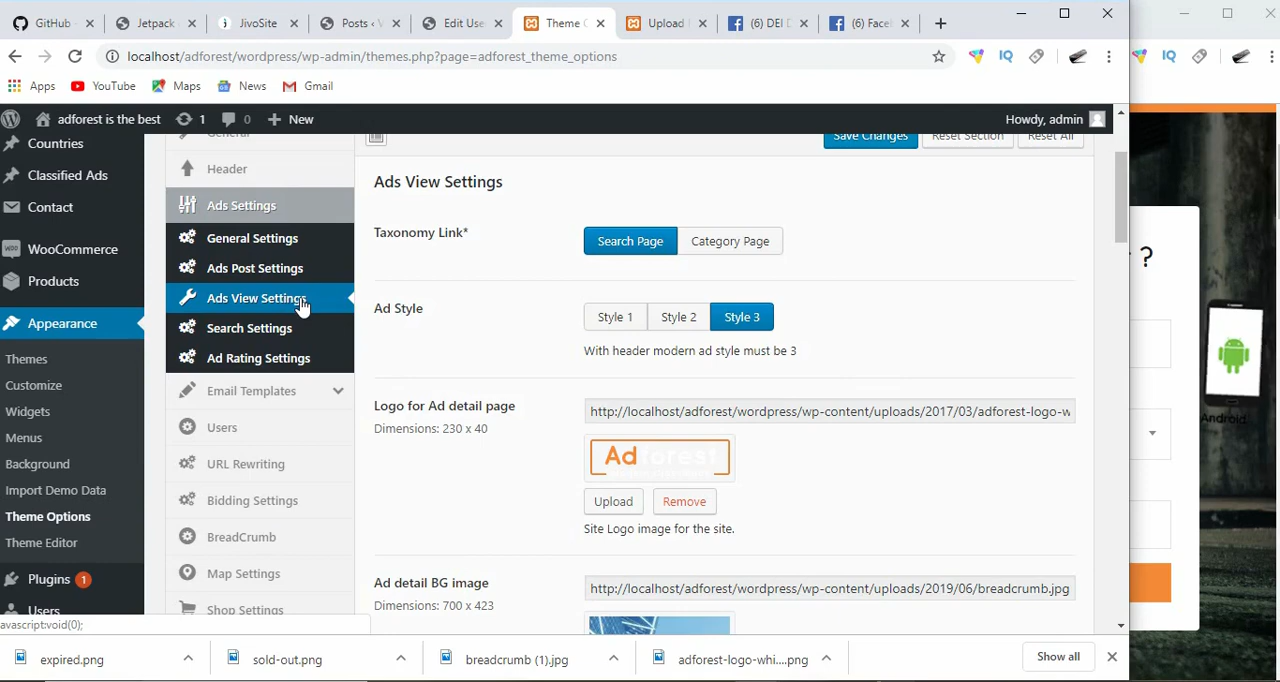 GitHub
Jetpack
JivoSite
Posts
Edit Use
Theme
Upload
(6) DEI
(6) Face
localhost/adforest/wordpress/wp-admin/themes.php?page=adforest_theme_options
IQ
IQ
Apps
YouTube
Maps
News
Gmail
adforest is the best
1
0
New
Howdy, admin
Countries
Classified Ads
Contact
WooCommerce
Products
Appearance
Themes
Customize
Widgets
Menus
Background
Import Demo Data
Theme Options
Theme Editor
Plugins 1
Users
General
Header
Ads Settings
General Settings
Ads Post Settings
Ads View Settings
Search Settings
Ad Rating Settings
Email Templates
Users
URL Rewriting
Bidding Settings
BreadCrumb
Map Settings
Shop Settings
Save Changes
Reset Section
Reset All
Ads View Settings
Taxonomy Link*
Search Page
Category Page
Ad Style
Style 1
Style 2
Style 3
With header modern ad style must be 3
Logo for Ad detail page
Dimensions: 230 x 40
http://localhost/adforest/wordpress/wp-content/uploads/2017/03/adforest-logo-w
Adforest
Upload
Remove
Site Logo image for the site.
Ad detail BG image
Dimensions: 700 x 423
http://localhost/adforest/wordpress/wp-content/uploads/2019/06/breadcrumb.jpg
avascript:void(0);
?
Android
expired.png
sold-out.png
breadcrumb (1).jpg
adforest-logo-whi....png
Show all